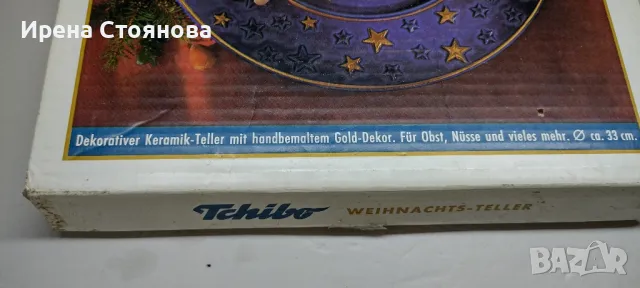 Ирена Стоянова
Dekorativer Keramik-Teller mit handbemaltem Gold-Dekor. Für Obst, Nüsse und vieles mehr. Ø ca. 33 cm.
Tchibo WEIHNACHTS-TELLER
BAZAR